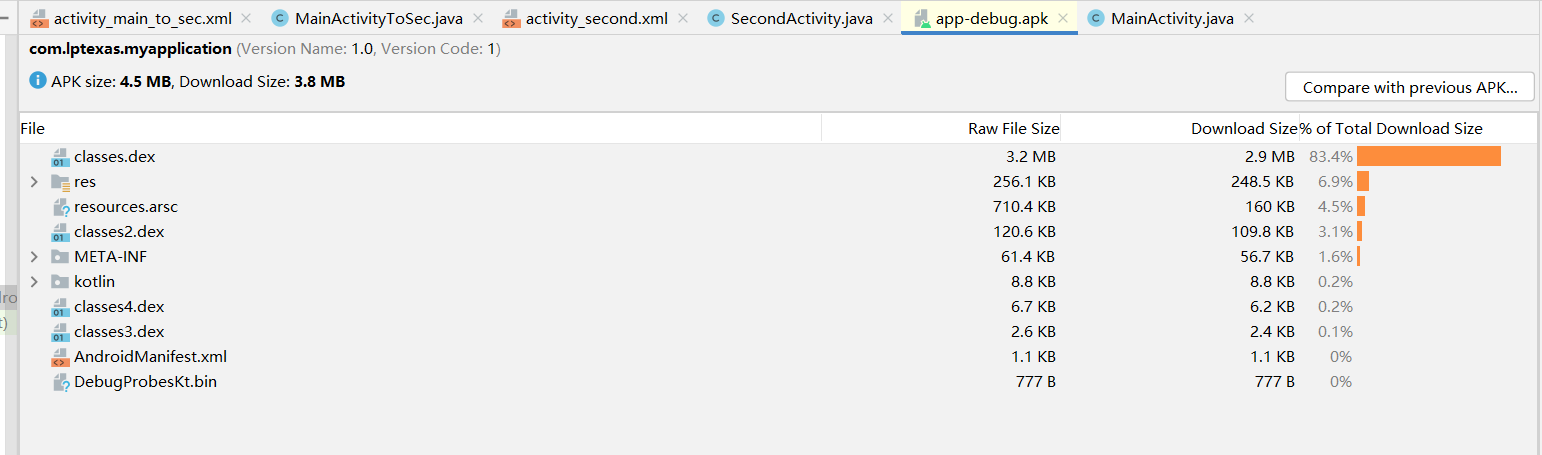 activity_main_to_sec.xml MainActivityToSec.java activity_second.xml SecondActivity.java app-debug.apk MainActivity.java
com.lptexas.myapplication (Version Name: 1.0, Version Code: 1)
APK size: 4.5 MB, Download Size: 3.8 MB
Compare with previous APK...
File Raw File Size Download Size % of Total Download Size
classes.dex 3.2 MB 2.9 MB 83.4%
res 256.1 KB 248.5 KB 6.9%
resources.arsc 710.4 KB 160 KB 4.5%
classes2.dex 120.6 KB 109.8 KB 3.1%
META-INF 61.4 KB 56.7 KB 1.6%
kotlin 8.8 KB 8.8 KB 0.2%
classes4.dex 6.7 KB 6.2 KB 0.2%
classes3.dex 2.6 KB 2.4 KB 0.1%
AndroidManifest.xml 1.1 KB 1.1 KB 0%
DebugProbesKt.bin 777 B 777 B 0%